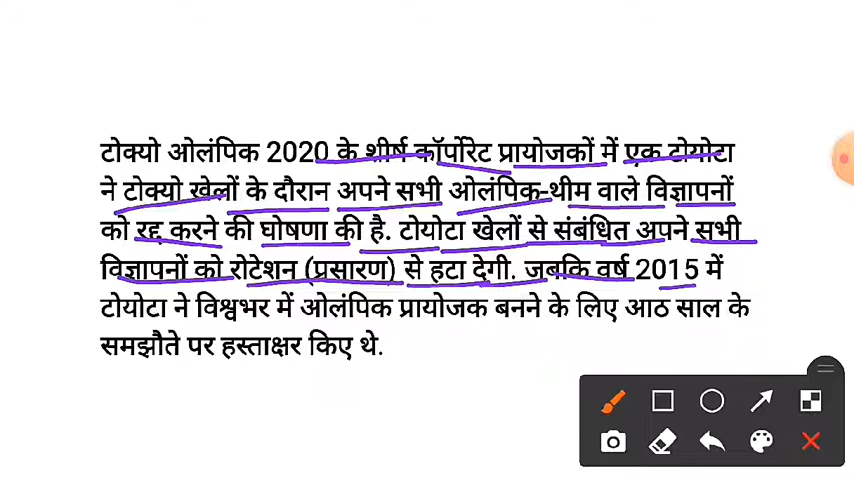 टोक्यो ओलंपिक 2020 के शीर्ष कॉर्पोरेट प्रायोजकों में एक टोयोटा
ने टोक्यो खेलों के दौरान अपने सभी ओलंपिक-थीम वाले विज्ञापनों
को रद्द करने की घोषणा की है. टोयोटा खेलों से संबंधित अपने सभी
विज्ञापनों को रोटेशन (प्रसारण) से हटा देगी. जबकि वर्ष 2015 में
टोयोटा ने विश्वभर में ओलंपिक प्रायोजक बनने के लिए आठ साल के
समझौते पर हस्ताक्षर किए थे.